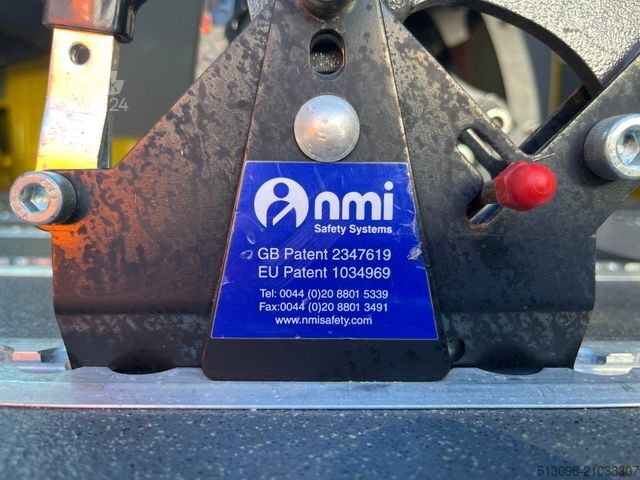 24
nmi
Safety Systems
GB Patent 2347619
EU Patent 1034969
Tel: 0044 (0)20 8801 5339
Fax:0044 (0)20 8801 3491
www.nmisafety.com
513098-21033307